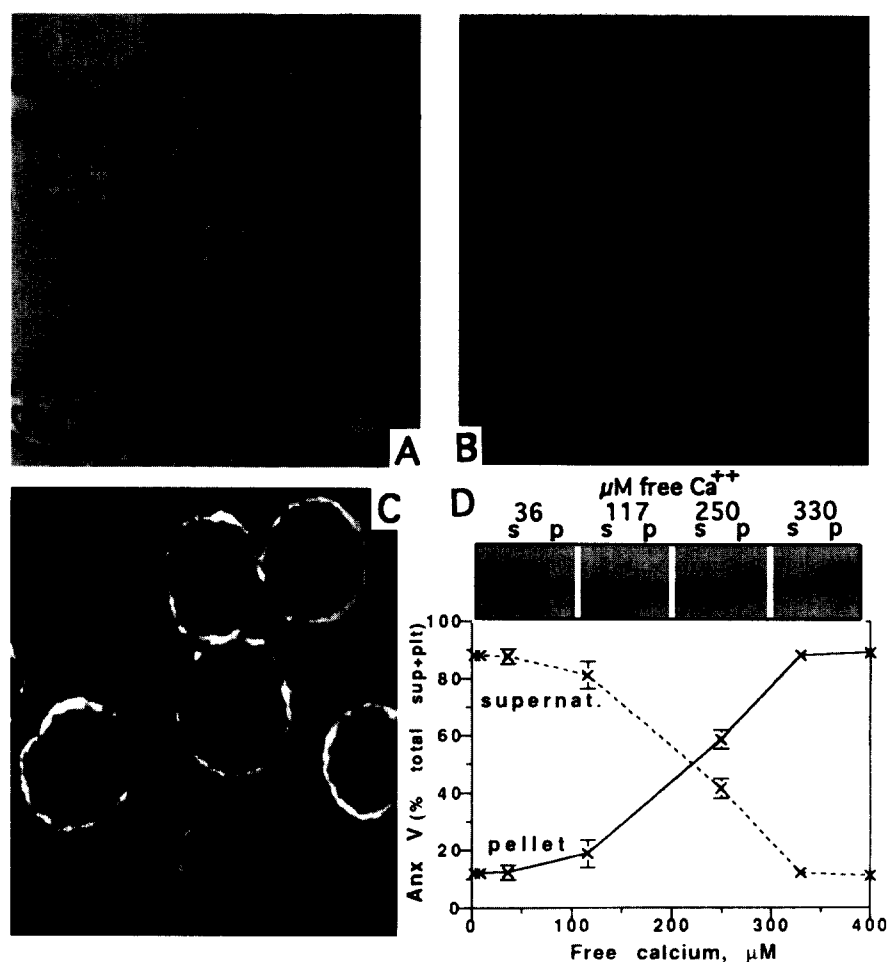 A
B
C
D
µM free Ca++
36 117 250 330
s p s p s p s p
Anx V (% total sup+plt)
100
80
60
40
20
0
supernat.
pellet
0 100 200 300 400
Free calcium, µM